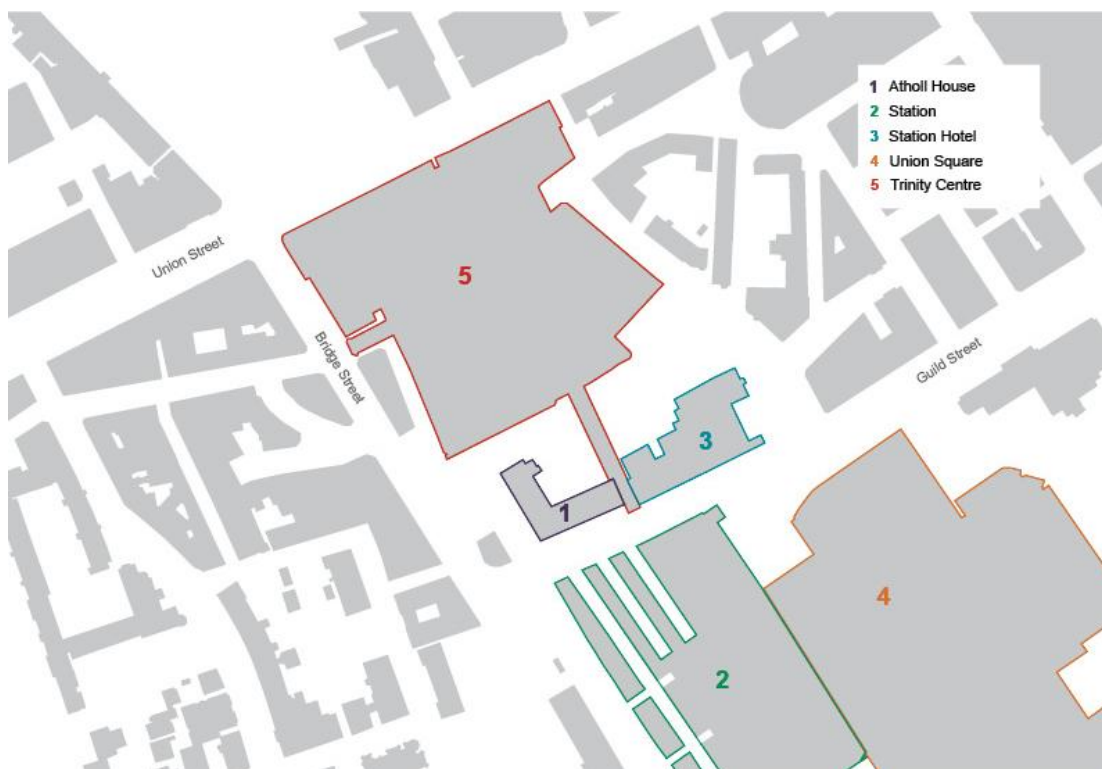 1 Atholl House
2 Station
3 Station Hotel
4 Union Square
5 Trinity Centre
Union Street
5
Bridge Street
Guild Street
3
1
4
2